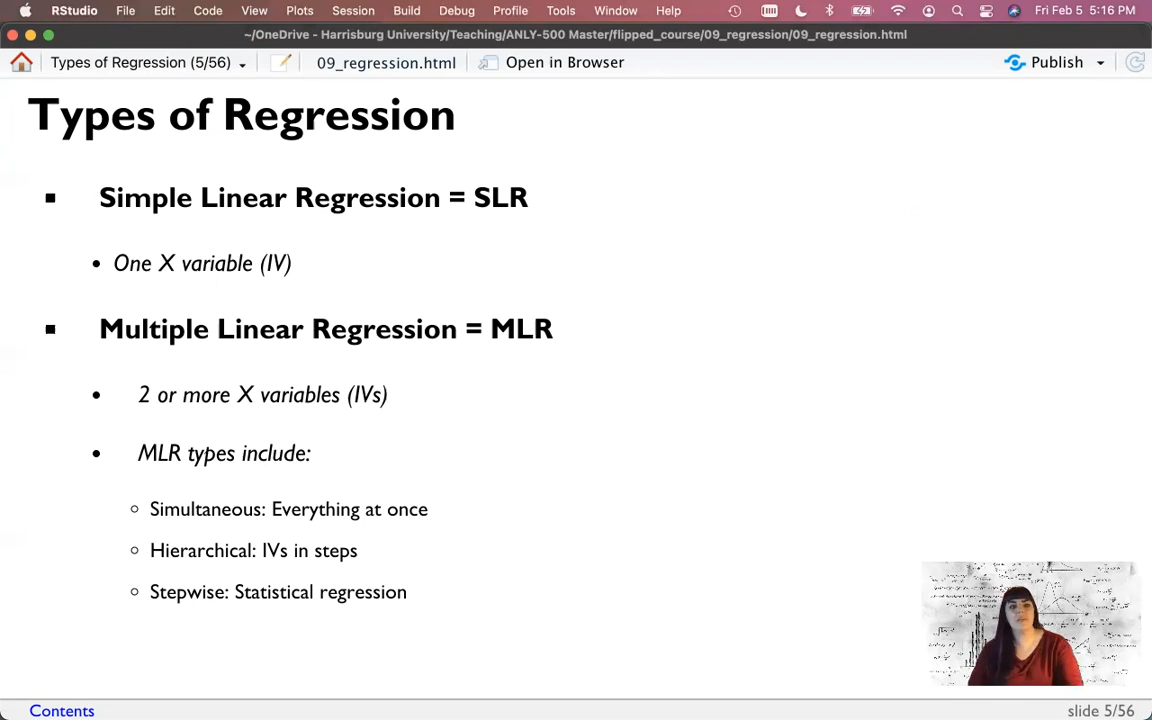 RStudio File Edit Code View Plots Session Build Debug Profile Tools Window Help Fri Feb 5 5:16 PM
~/OneDrive - Harrisburg University/Teaching/ANLY-500 Master/flipped_course/09_regression/09_regression.html
Types of Regression (5/56) 09_regression.html Open in Browser Publish
Types of Regression
Simple Linear Regression = SLR
One X variable (IV)
Multiple Linear Regression = MLR
2 or more X variables (IVs)
MLR types include:
Simultaneous: Everything at once
Hierarchical: IVs in steps
Stepwise: Statistical regression
Contents slide 5/56